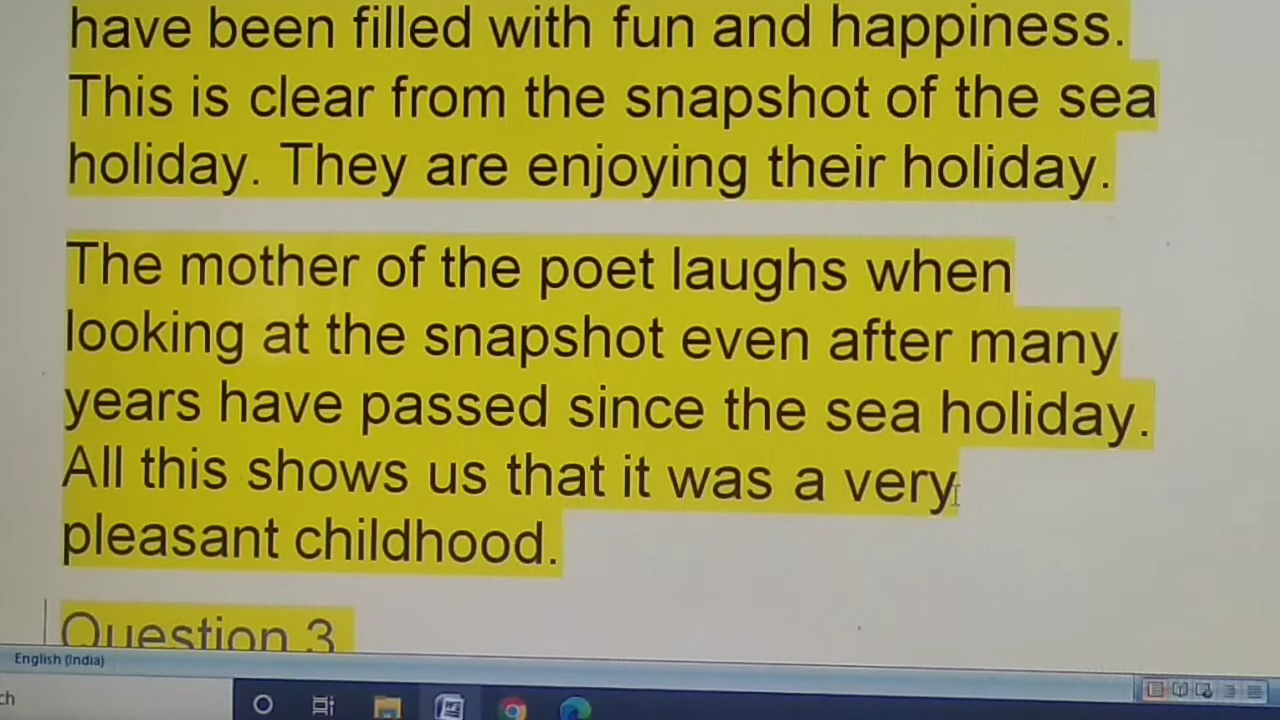 have been filled with fun and happiness.
This is clear from the snapshot of the sea
holiday. They are enjoying their holiday.
The mother of the poet laughs when
looking at the snapshot even after many
years have passed since the sea holiday.
All this shows us that it was a very
pleasant childhood.
Question 3
English (India)
ch